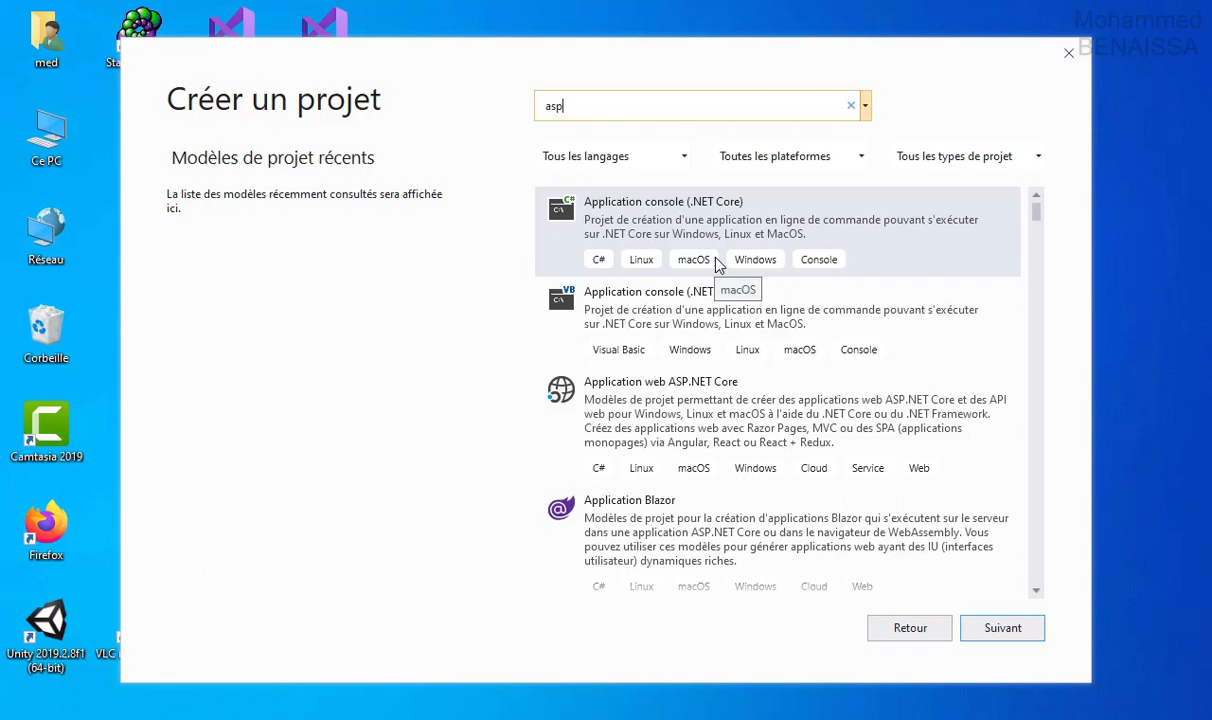 Mohammed
BENAISSA
med
Sta
Ce PC
Réseau
Corbeille
Camtasia 2019
Firefox
Unity 2019.2.8f1
(64-bit)
VLC
Créer un projet
Modèles de projet récents
La liste des modèles récemment consultés sera affichée
ici.
asp
Tous les langages
Toutes les plateformes
Tous les types de projet
Application console (.NET Core)
Projet de création d'une application en ligne de commande pouvant s'exécuter
sur .NET Core sur Windows, Linux et MacOS.
C# Linux macOS Windows Console
macOS
Application console (.NET
Projet de création d'une application en ligne de commande pouvant s'exécuter
sur .NET Core sur Windows, Linux et MacOS.
Visual Basic Windows Linux macOS Console
Application web ASP.NET Core
Modèles de projet permettant de créer des applications web ASP.NET Core et des API
web pour Windows, Linux et macOS à l'aide du .NET Core ou du .NET Framework.
Créez des applications web avec Razor Pages, MVC ou des SPA (applications
monopages) via Angular, React ou React + Redux.
C# Linux macOS Windows Cloud Service Web
Application Blazor
Modèles de projet pour la création d'applications Blazor qui s'exécutent sur le serveur
dans une application ASP.NET Core ou dans le navigateur de WebAssembly. Vous
pouvez utiliser ces modèles pour générer applications web ayant des IU (interfaces
utilisateur) dynamiques riches.
C# Linux macOS Windows Cloud Web
Retour
Suivant